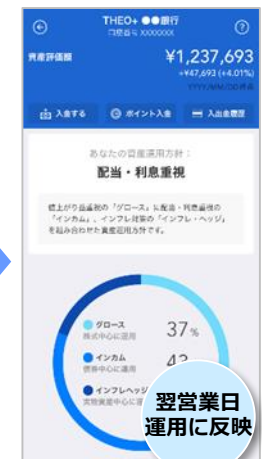 THEO+ ●●銀行
口座番号 XXXXXXX
資産評価額
¥1,237,693
+¥47,693 (+4.01%)
YYYY/MM/DD時点
入金する
ポイント入金
入出金履歴
あなたの資産運用方針：
配当・利息重視
値上がり益重視の「グロース」に配当・利息重視の
「インカム」、インフレ対策の「インフレ・ヘッジ」
を組み合わせた資産運用方針です。
グロース
株式中心に運用
37%
インカム
債券中心に運用
インフレヘッジ
実物資産中心に
翌営業日
運用に反映